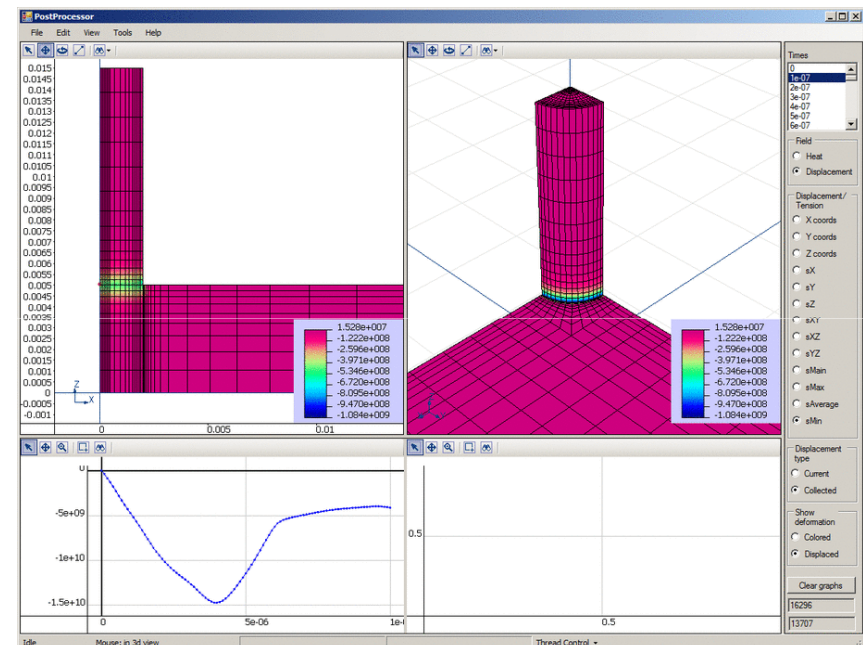 PostProcessor
File Edit View Tools Help
0.015
0.0145
0.014
0.0135
0.013
0.0125
0.012
0.0115
0.011
0.0105
0.01
0.0095
0.009
0.0085
0.008
0.0075
0.007
0.0065
0.006
0.0055
0.005
0.0045
0.004
0.0035
0.003
0.0025
0.002
0.0015
0.001
0.0005
0
-0.0005
-0.001
Z
X
0 0.005 0.01
1.528e+007
-1.222e+008
-2.596e+008
-3.971e+008
-5.346e+008
-6.720e+008
-8.095e+008
-9.470e+008
-1.084e+009
1.528e+007
-1.222e+008
-2.596e+008
-3.971e+008
-5.346e+008
-6.720e+008
-8.095e+008
-9.470e+008
-1.084e+009
Times
0
1e-07
2e-07
3e-07
4e-07
5e-07
6e-07
Field
Heat
Displacement
Displacement/
Tension
X coords
Y coords
Z coords
sX
sY
sZ
sXY
sXZ
sYZ
sMain
sMax
sAverage
sMin
Displacement
type
Current
Collected
Show
deformation
Colored
Displaced
Clear graphs
16296
13707
0
-5e+09
-1e+10
-1.5e+10
0 5e-06
0.5
0.5
Idle Mouse: in 3d view Thread Control